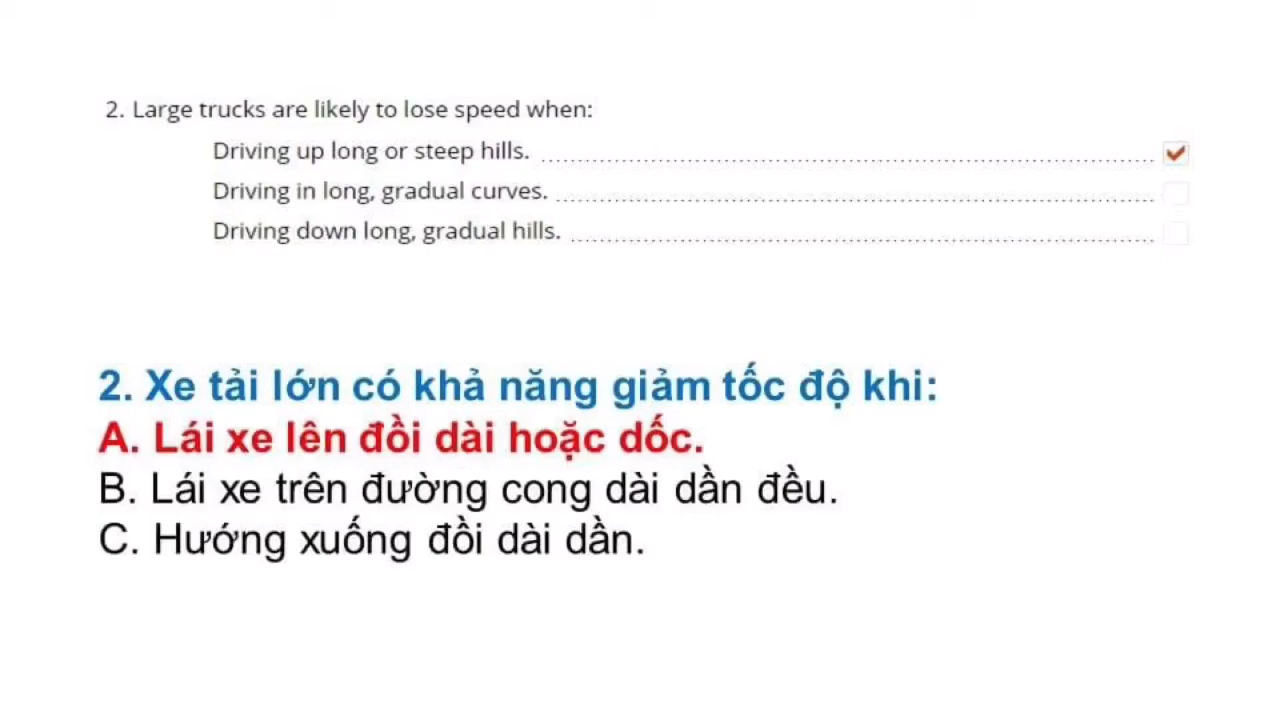 2. Large trucks are likely to lose speed when:
Driving up long or steep hills.
Driving in long, gradual curves.
Driving down long, gradual hills.
2. Xe tải lớn có khả năng giảm tốc độ khi:
A. Lái xe lên đồi dài hoặc dốc.
B. Lái xe trên đường cong dài dần đều.
C. Hướng xuống đồi dài dần.